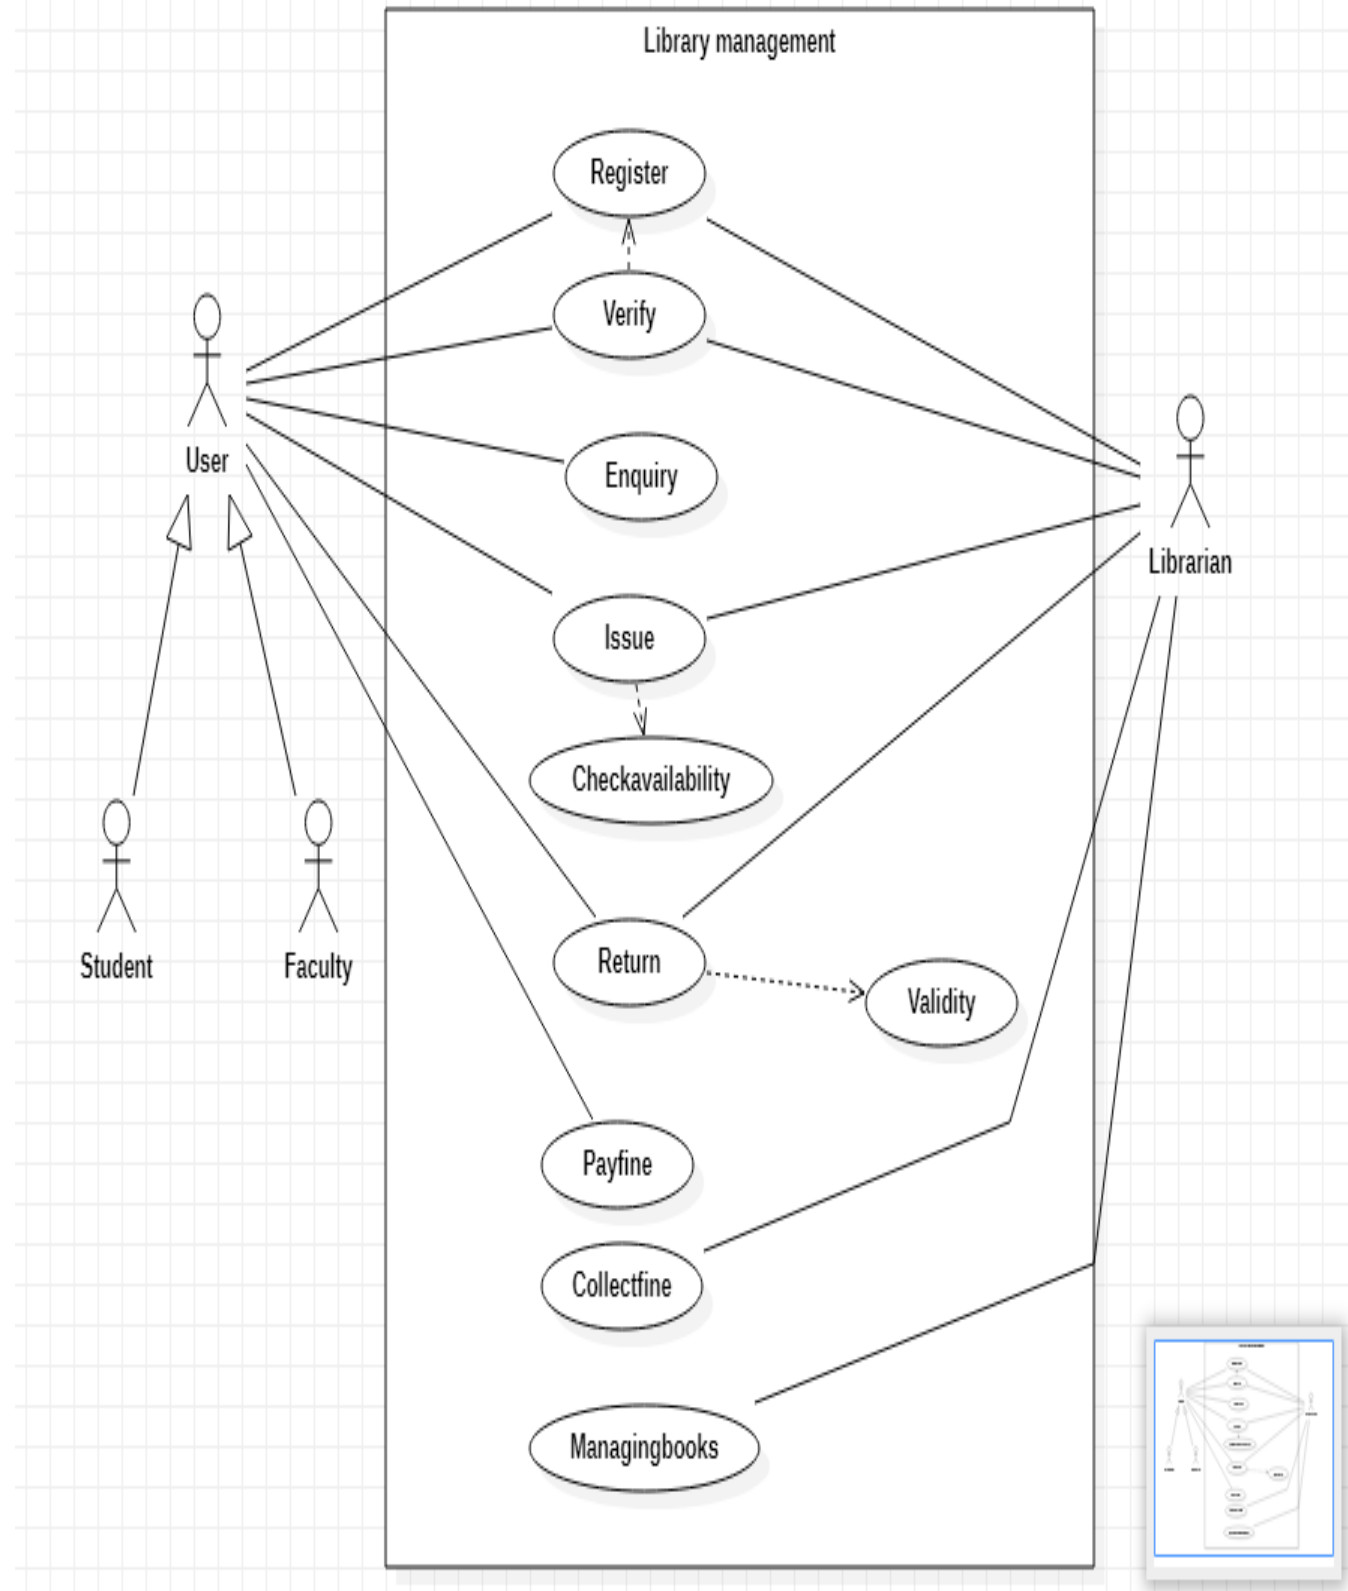 Library management
Register
Verify
User
Enquiry
Librarian
Issue
Checkavailability
Return
Student
Faculty
Validity
Payfine
Collectfine
Managingbooks